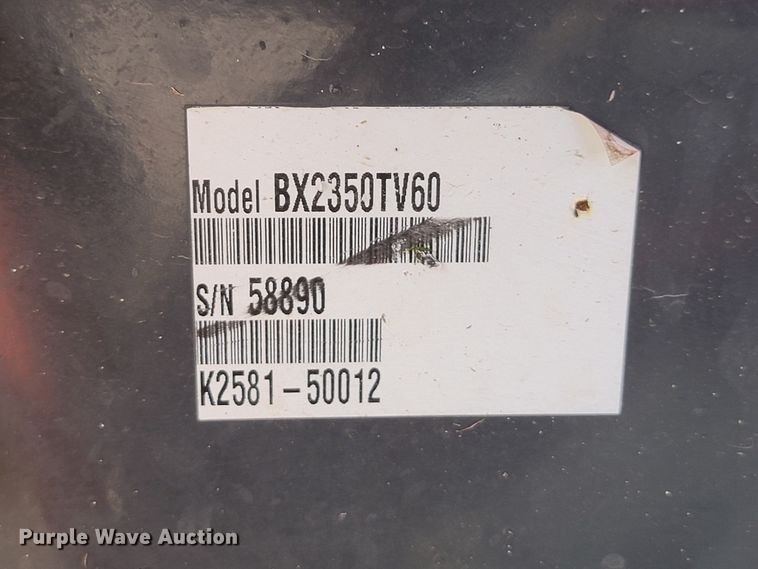 Model BX2350TV60
S/N 58890
K2581-50012
Purple Wave Auction®